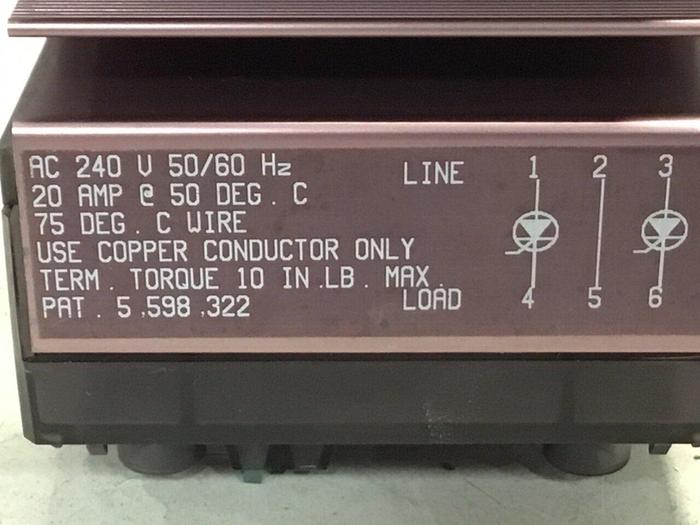 AC 240 V 50/60 Hz
20 AMP @ 50 DEG. C
75 DEG. C WIRE
USE COPPER CONDUCTOR ONLY
TERM. TORQUE 10 IN.LB. MAX.
PAT. 5,598,322
LINE 1 2 3
LOAD 4 5 6